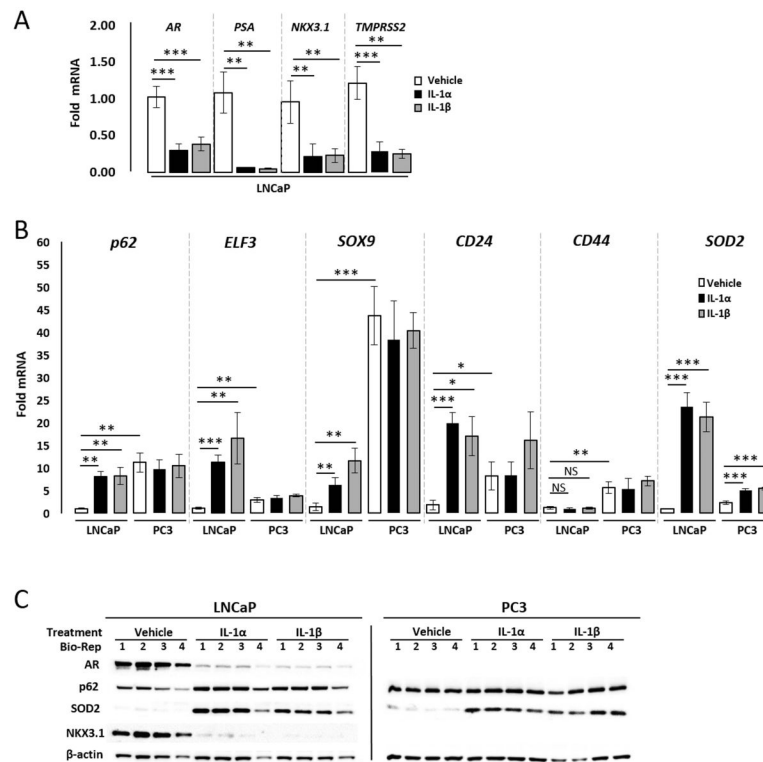 A
AR PSA NKX3.1 TMPRSS2
2.00
1.50
1.00
0.50
0.00
Fold mRNA
*** *** ** ** ** ** *** **
Vehicle
IL-1α
IL-1β
LNCaP
B
p62 ELF3 SOX9 CD24 CD44 SOD2
60
55
50
45
40
35
30
25
20
15
10
5
0
Fold mRNA
** ** **
*** ** **
** ** ***
*** * *
NS NS **
*** *** *** ***
Vehicle
IL-1α
IL-1β
LNCaP PC3 LNCaP PC3 LNCaP PC3 LNCaP PC3 LNCaP PC3 LNCaP PC3
C
LNCaP PC3
Treatment Vehicle IL-1α IL-1β Vehicle IL-1α IL-1β
Bio-Rep 1 2 3 4 1 2 3 4 1 2 3 4 1 2 3 4 1 2 3 4 1 2 3 4
AR
p62
SOD2
NKX3.1
β-actin